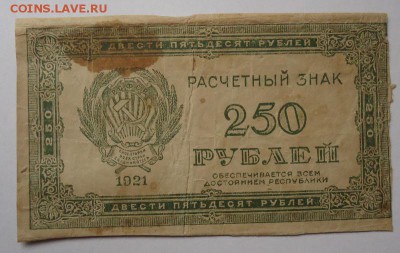 COINS.LAVE.RU
ДВЕСТИ ПЯТЬДЕСЯТ РУБЛЕЙ
РАСЧЕТНЫЙ ЗНАК
250
250
250
РУБЛЕЙ
1921
ОБЕСПЕЧИВАЕТСЯ ВСЕМ
ДОСТОЯНИЕМ РЕСПУБЛИКИ
ДВЕСТИ ПЯТЬДЕСЯТ РУБЛЕЙ